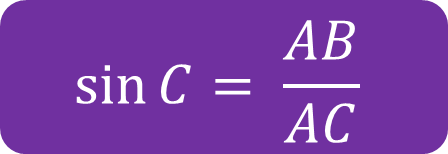 sin C = AB/AC